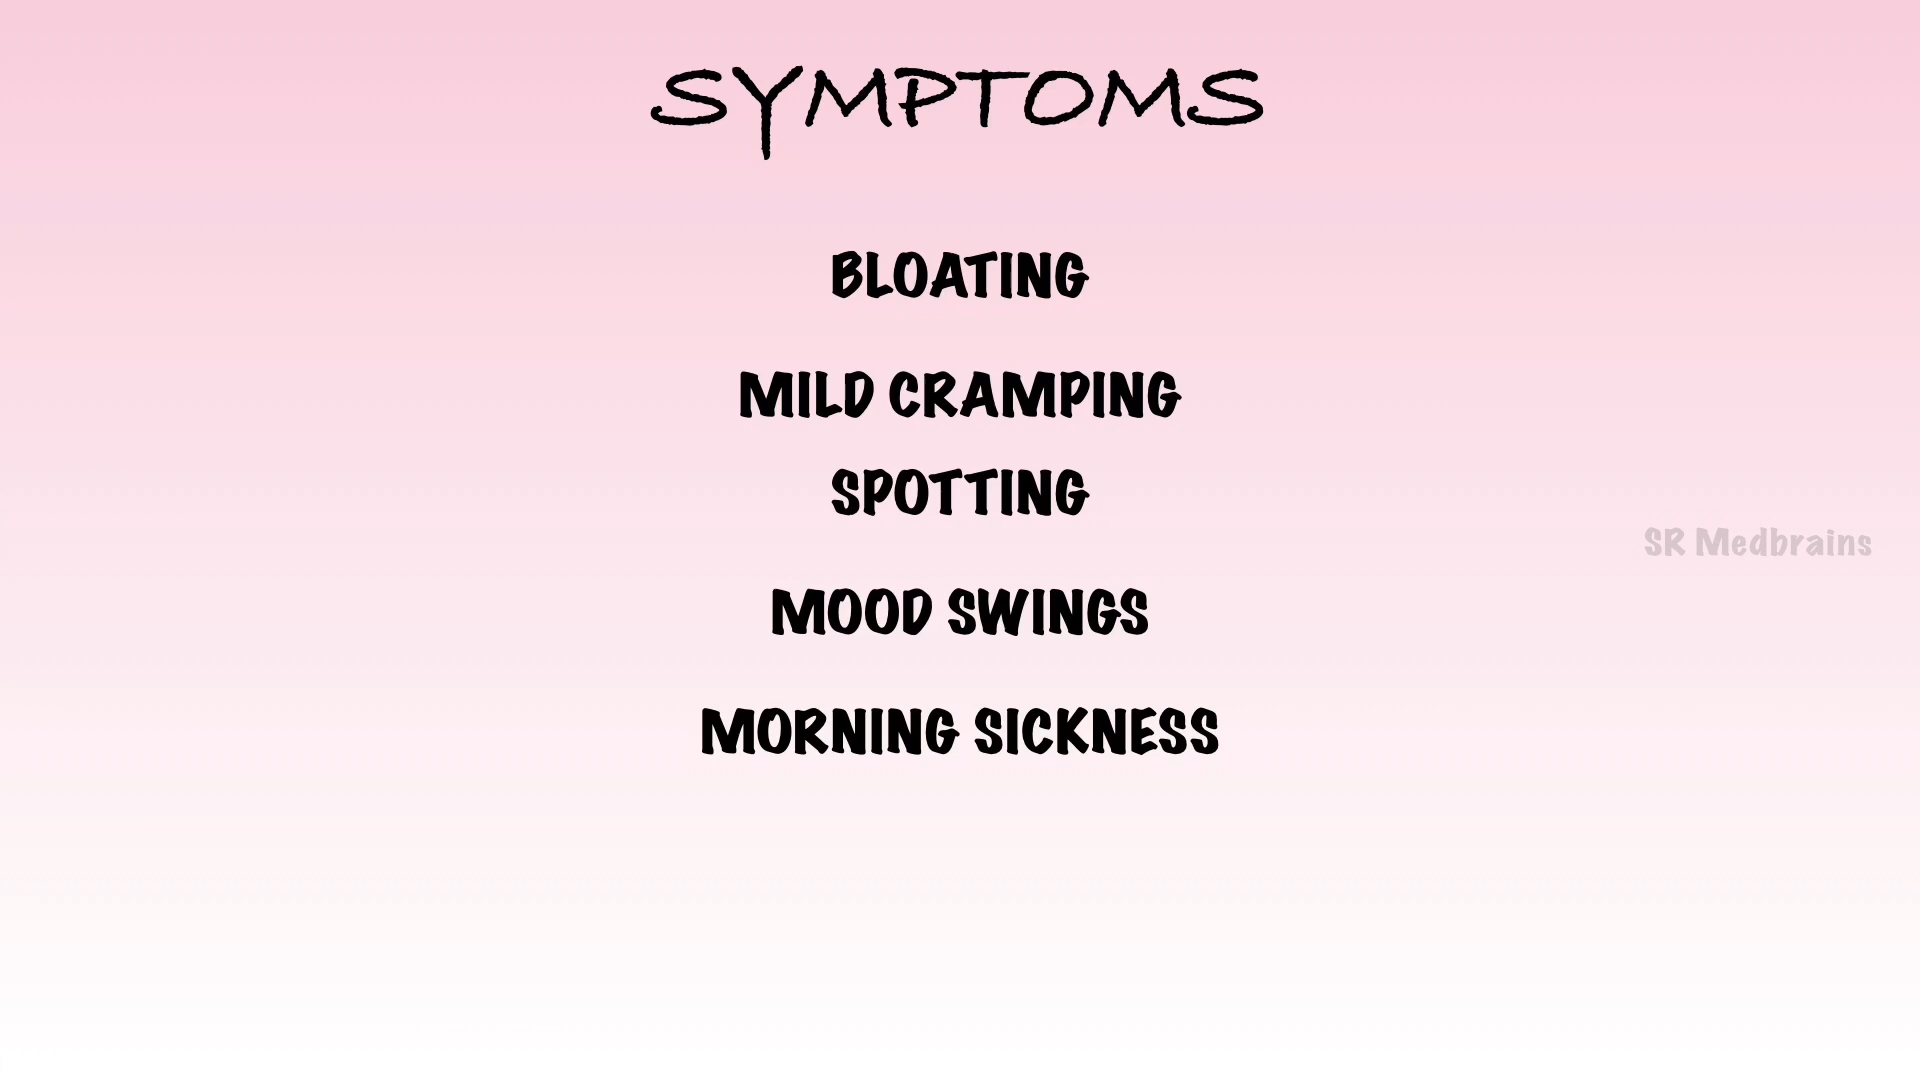 SYMPTOMS
BLOATING
MILD CRAMPING
SPOTTING
SR Medbrains
MOOD SWINGS
MORNING SICKNESS